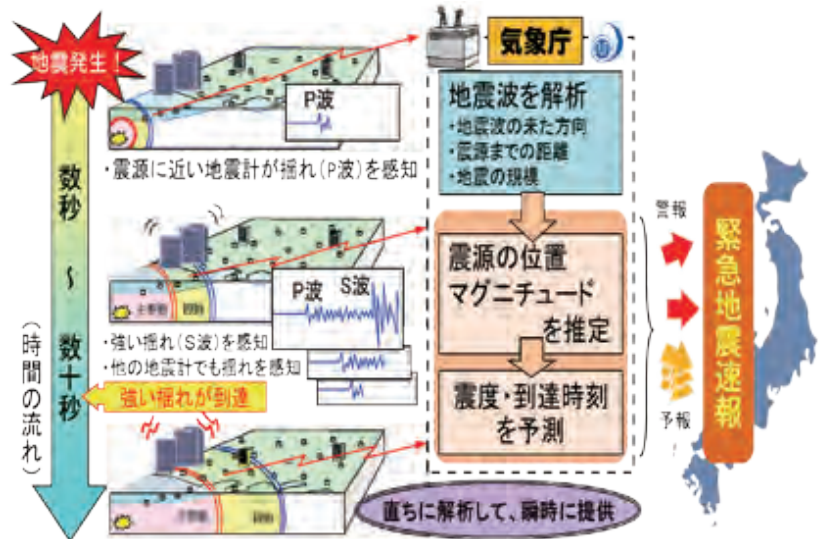 地震発生！
数秒
～
数十秒
（時間の流れ）
P波
・震源に近い地震計が揺れ（P波）を感知
P波 S波
・強い揺れ（S波）を感知
・他の地震計でも揺れを感知
強い揺れが到達
気象庁
地震波を解析
・地震波の来た方向
・震源までの距離
・地震の規模
震源の位置
マグニチュード
を推定
震度・到達時刻
を予測
直ちに解析して、瞬時に提供
警報
予報
緊急地震速報